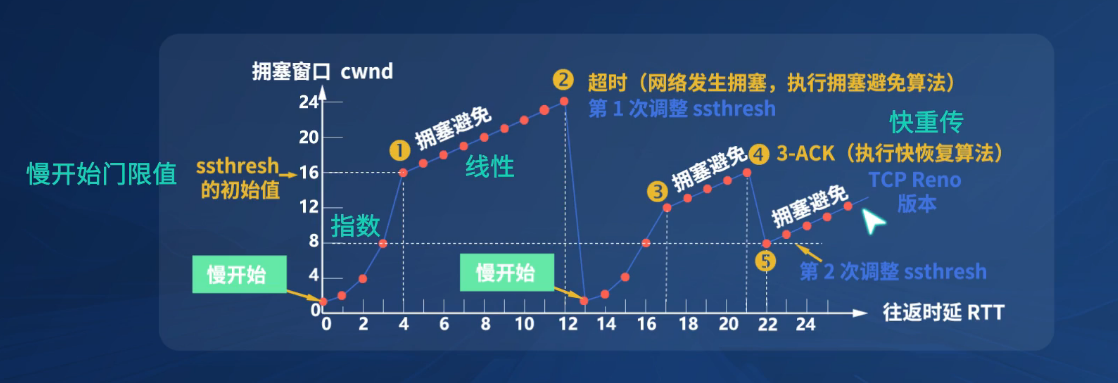 拥塞窗口 cwnd
24
20
16
12
8
4
0
慢开始门限值
ssthresh
的初始值
指数
慢开始
❶
拥塞避免
线性
❷
超时（网络发生拥塞，执行拥塞避免算法）
第 1 次调整 ssthresh
慢开始
❸
拥塞避免
❹
快重传
3-ACK（执行快恢复算法）
TCP Reno
版本
拥塞避免
❺
第 2 次调整 ssthresh
0 2 4 6 8 10 12 14 16 18 20 22 24
往返时延 RTT